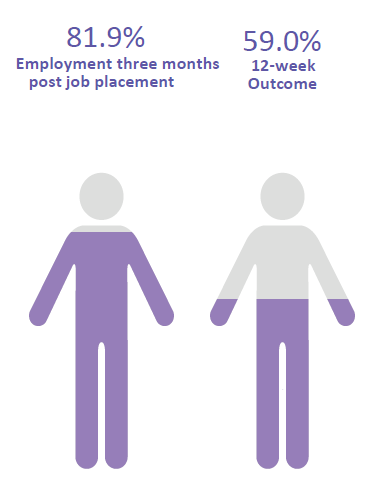 81.9%
Employment three months
post job placement
59.0%
12-week
Outcome